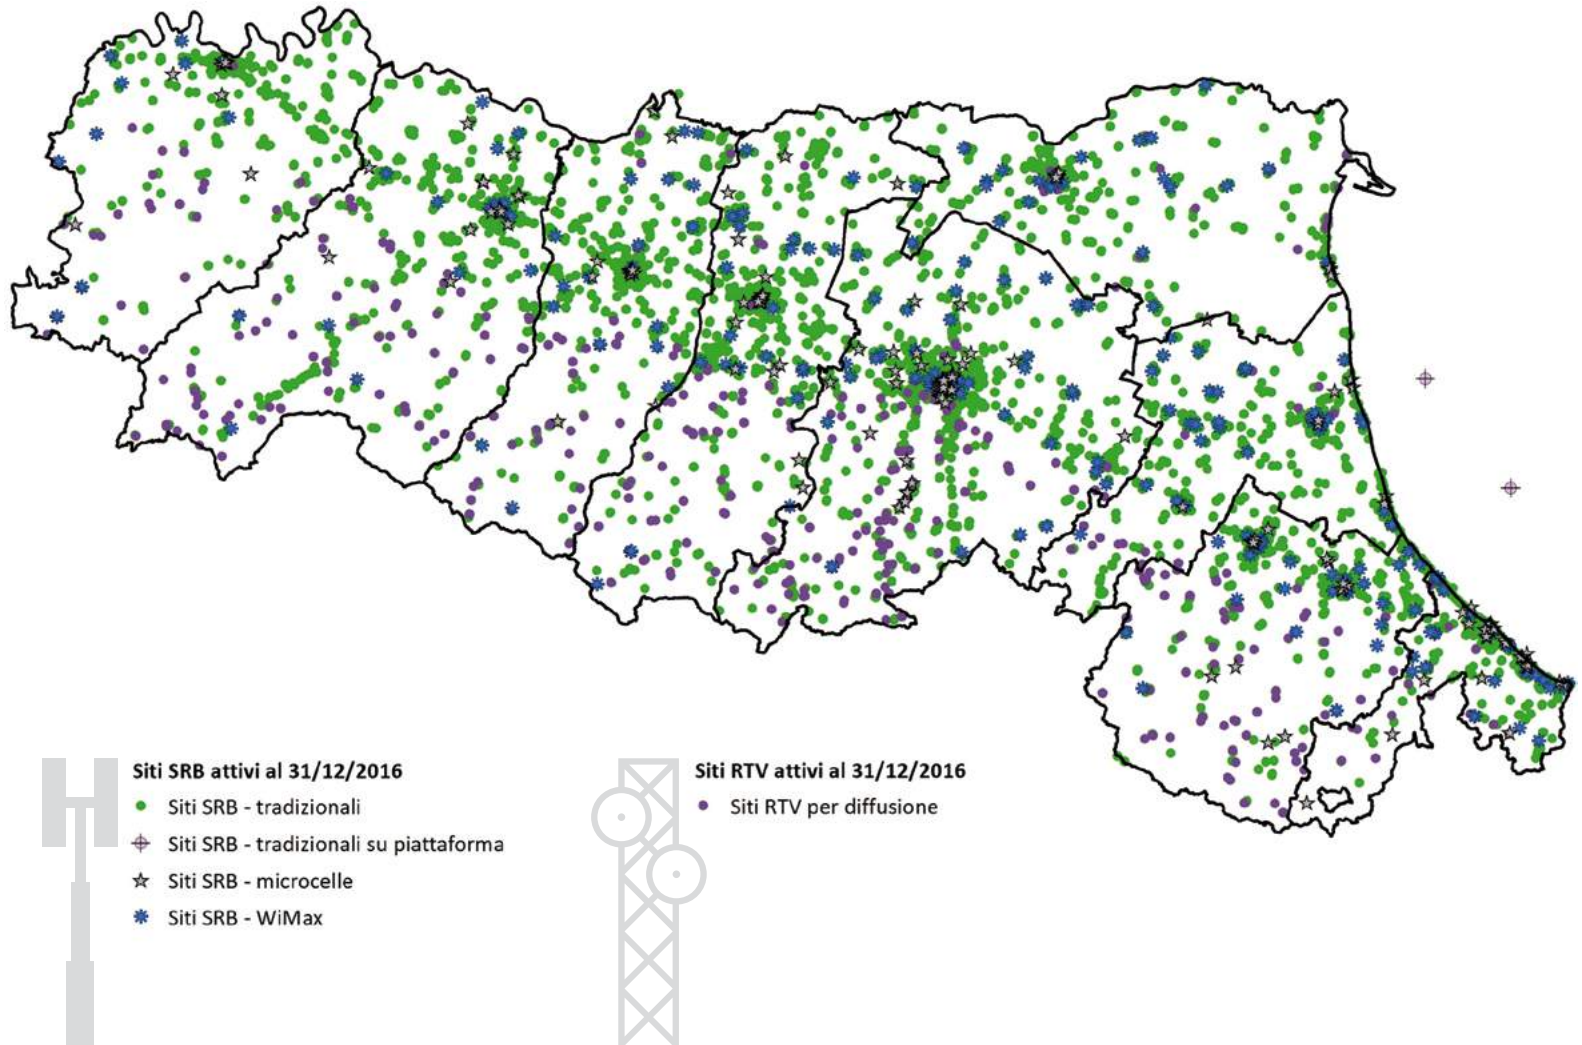 Siti SRB attivi al 31/12/2016
Siti SRB - tradizionali
Siti SRB - tradizionali su piattaforma
Siti SRB - microcelle
Siti SRB - WiMax
Siti RTV attivi al 31/12/2016
Siti RTV per diffusione